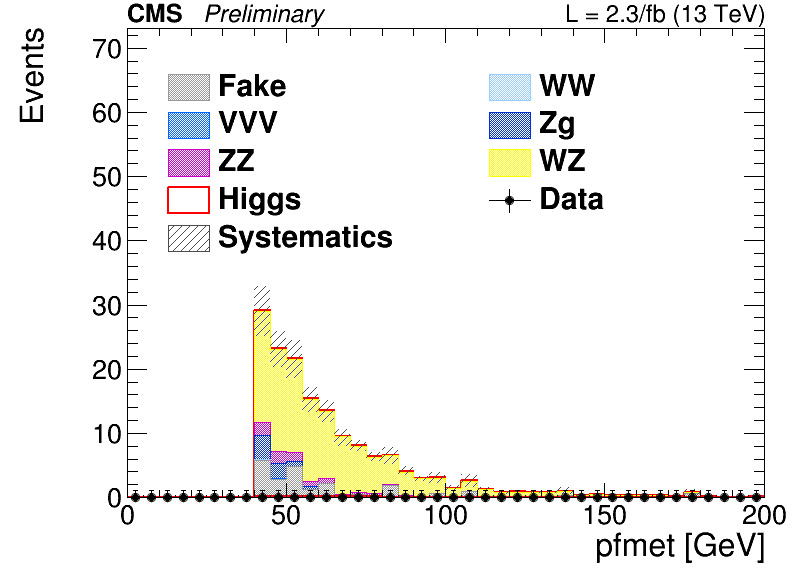 CMS Preliminary L = 2.3/fb (13 TeV)
Events
70
60
50
40
30
20
10
0
Fake WW
VVV Zg
ZZ WZ
Higgs Data
Systematics
0 50 100 150 200
pfmet [GeV]